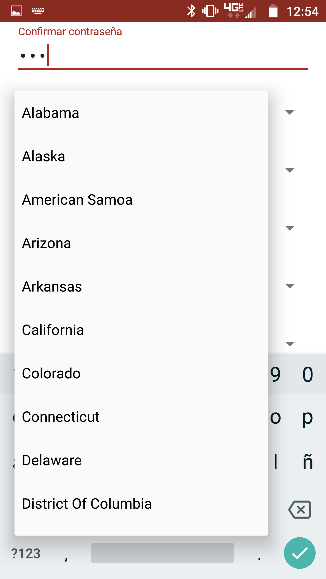 4G
12:54
Confirmar contraseña
Alabama
Alaska
American Samoa
Arizona
Arkansas
California
Colorado
9 0
Connecticut
o p
Delaware
l ñ
District Of Columbia
?123 , .